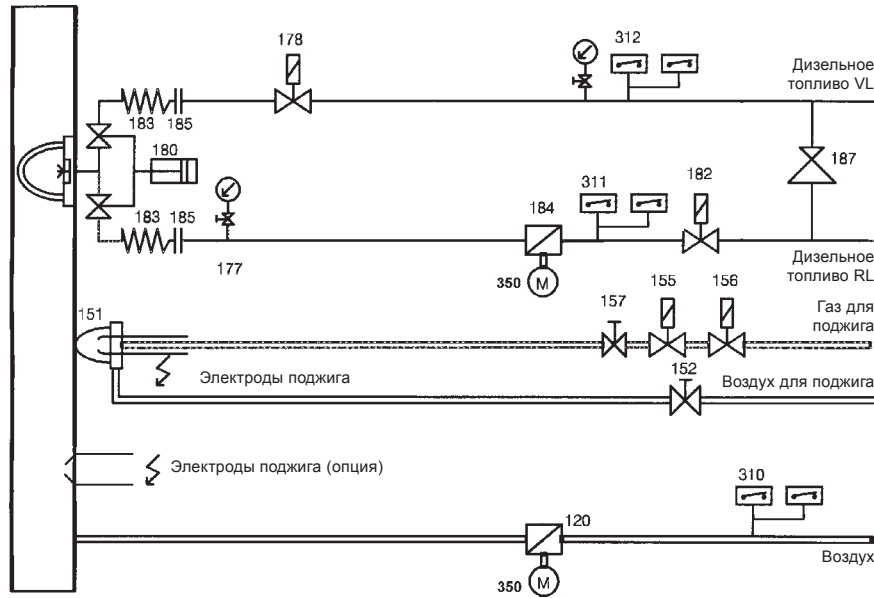 178
312
Дизельное
топливо VL
183 185
180
187
311
182
183 185
184
177
350 M
Дизельное
топливо RL
151
157
155
156
Газ для
поджига
Электроды поджига
152
Воздух для поджига
Электроды поджига (опция)
310
120
Воздух
350 M